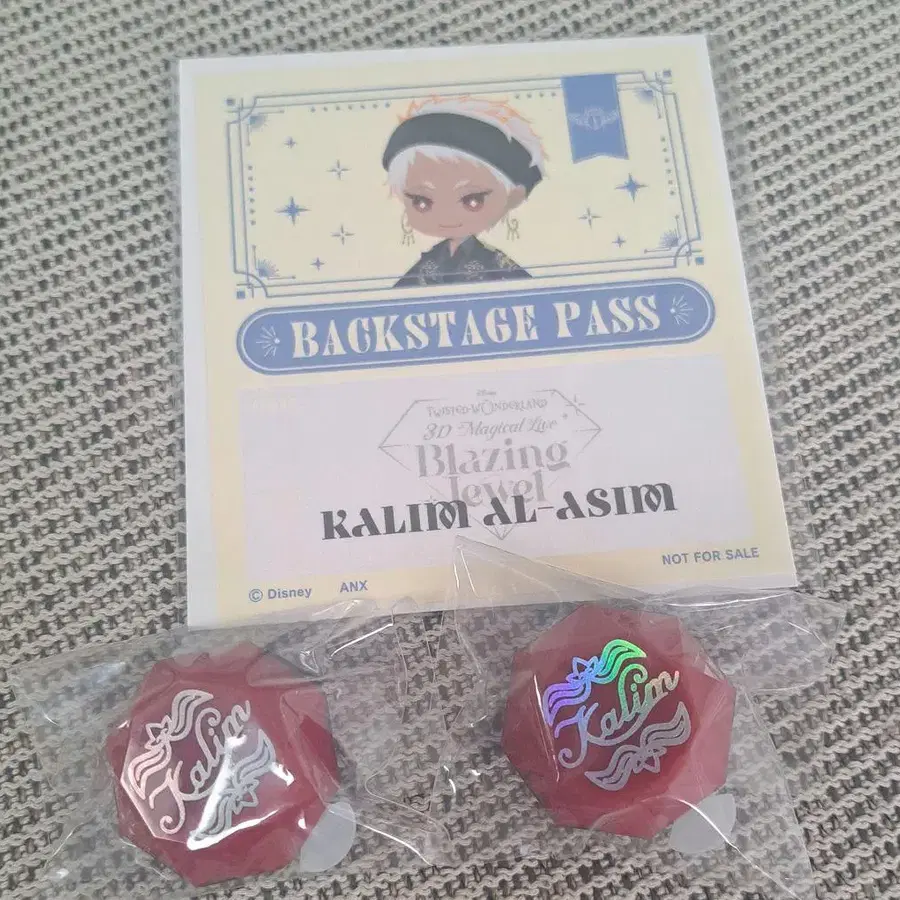 BACKSTAGE PASS
Disney
TWISTED-WONDERLAND
3D Magical Live
Blazing
Jewel
KALIM AL-ASIM
NOT FOR SALE
© Disney ANX
Kalim
Kalim